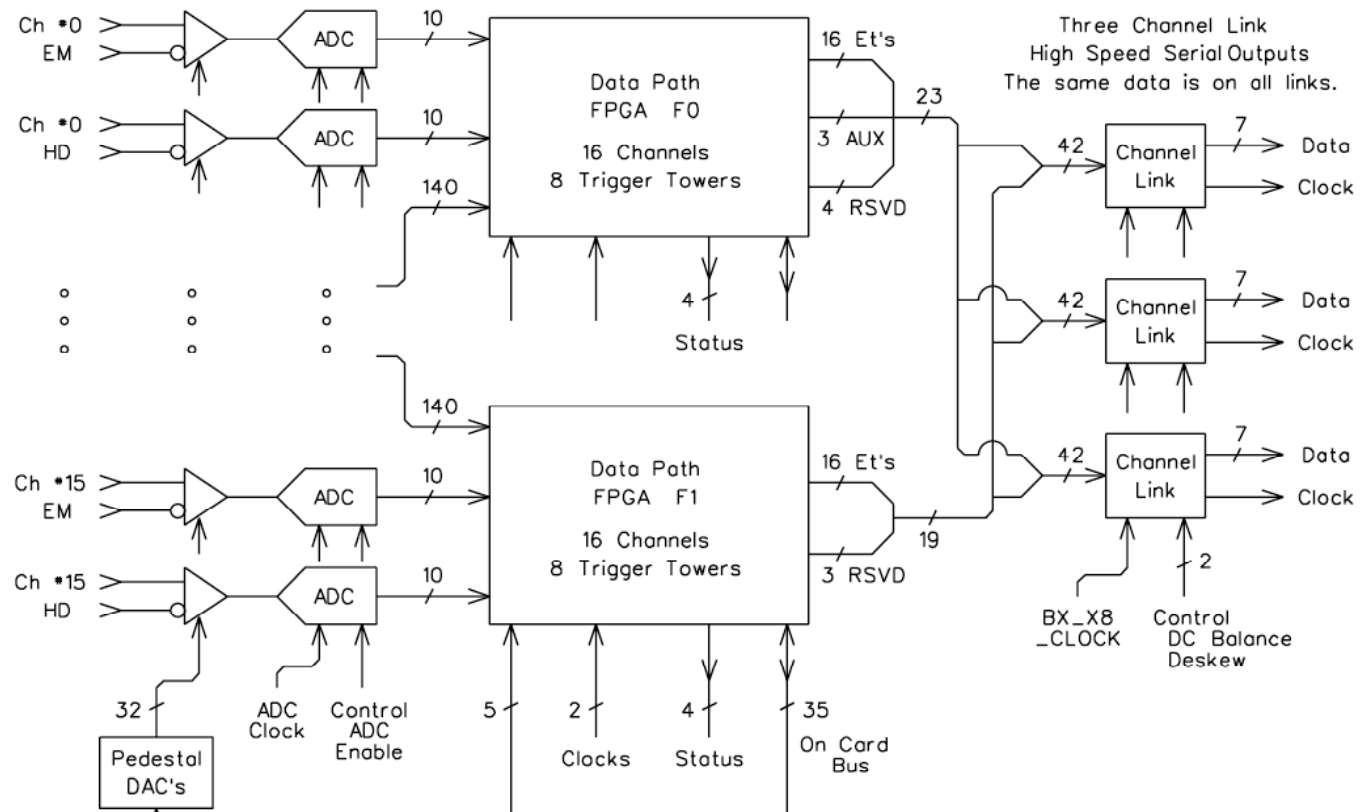 Ch #0
EM
ADC
10
Ch #0
HD
ADC
10
140
Data Path
FPGA F0
16 Channels
8 Trigger Towers
16 Et's
3 AUX
4 RSVD
23
4
Status
Three Channel Link
High Speed Serial Outputs
The same data is on all links.
42
Channel
Link
7
Data
Clock
42
Channel
Link
7
Data
Clock
42
Channel
Link
7
Data
Clock
BX_X8
_CLOCK
2
Control
DC Balance
Deskew
140
Ch #15
EM
ADC
10
Ch #15
HD
ADC
10
Data Path
FPGA F1
16 Channels
8 Trigger Towers
16 Et's
3 RSVD
19
32
Pedestal
DAC's
ADC
Clock
Control
ADC
Enable
5
2
Clocks
4
Status
35
On Card
Bus